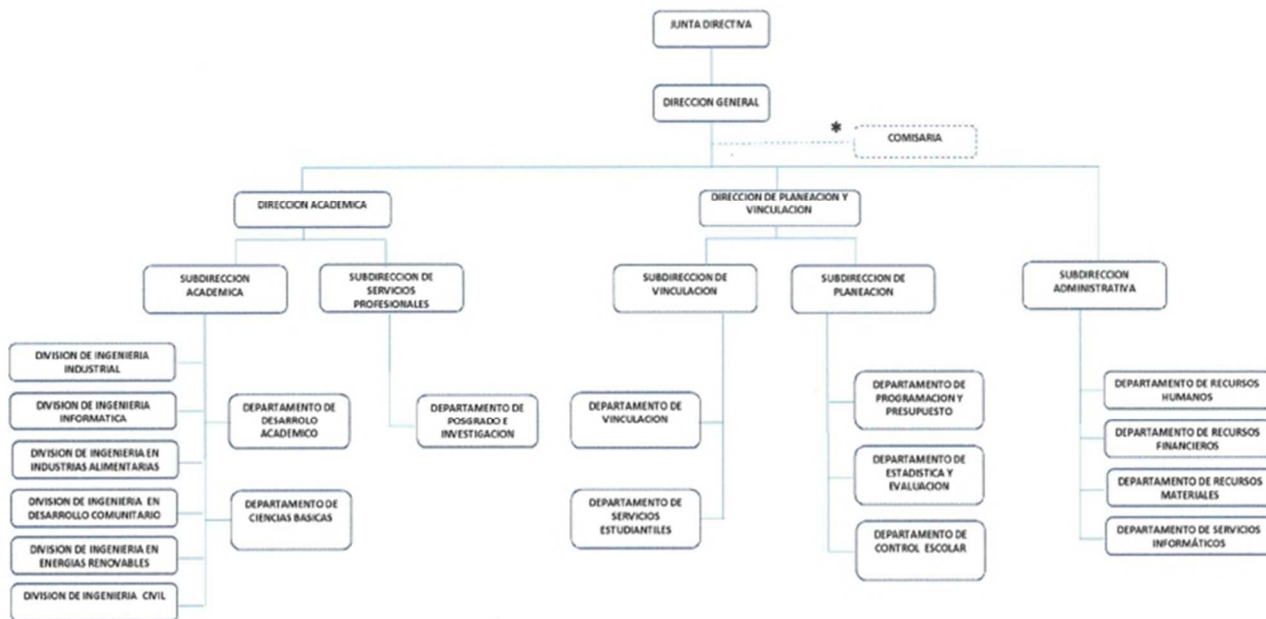 JUNTA DIRECTIVA
DIRECCION GENERAL
*
COMISARIA
DIRECCION ACADEMICA
DIRECCION DE PLANEACION Y
VINCULACION
SUBDIRECCION
ACADEMICA
SUBDIRECCION DE
SERVICIOS
PROFESIONALES
SUBDIRECCION DE
VINCULACION
SUBDIRECCION DE
PLANEACION
SUBDIRECCION
ADMINISTRATIVA
DIVISION DE INGENIERIA
INDUSTRIAL
DIVISION DE INGENIERIA
INFORMATICA
DIVISION DE INGENIERIA EN
INDUSTRIAS ALIMENTARIAS
DIVISION DE INGENIERIA EN
DESARROLLO COMUNITARIO
DIVISION DE INGENIERIA EN
ENERGIAS RENOVABLES
DIVISION DE INGENIERIA CIVIL
DEPARTAMENTO DE
DESARROLO
ACADEMICO
DEPARTAMENTO DE
CIENCIAS BASICAS
DEPARTAMENTO DE
POSGRADO E
INVESTIGACION
DEPARTAMENTO DE
VINCULACION
DEPARTAMENTO DE
SERVICIOS
ESTUDIANTILES
DEPARTAMENTO DE
PROGRAMACION Y
PRESUPUESTO
DEPARTAMENTO DE
ESTADISTICA Y
EVALUACION
DEPARTAMENTO DE
CONTROL ESCOLAR
DEPARTAMENTO DE RECURSOS
HUMANOS
DEPARTAMENTO DE RECURSOS
FINANCIEROS
DEPARTAMENTO DE RECURSOS
MATERIALES
DEPARTAMENTO DE SERVICIOS
INFORMÁTICOS